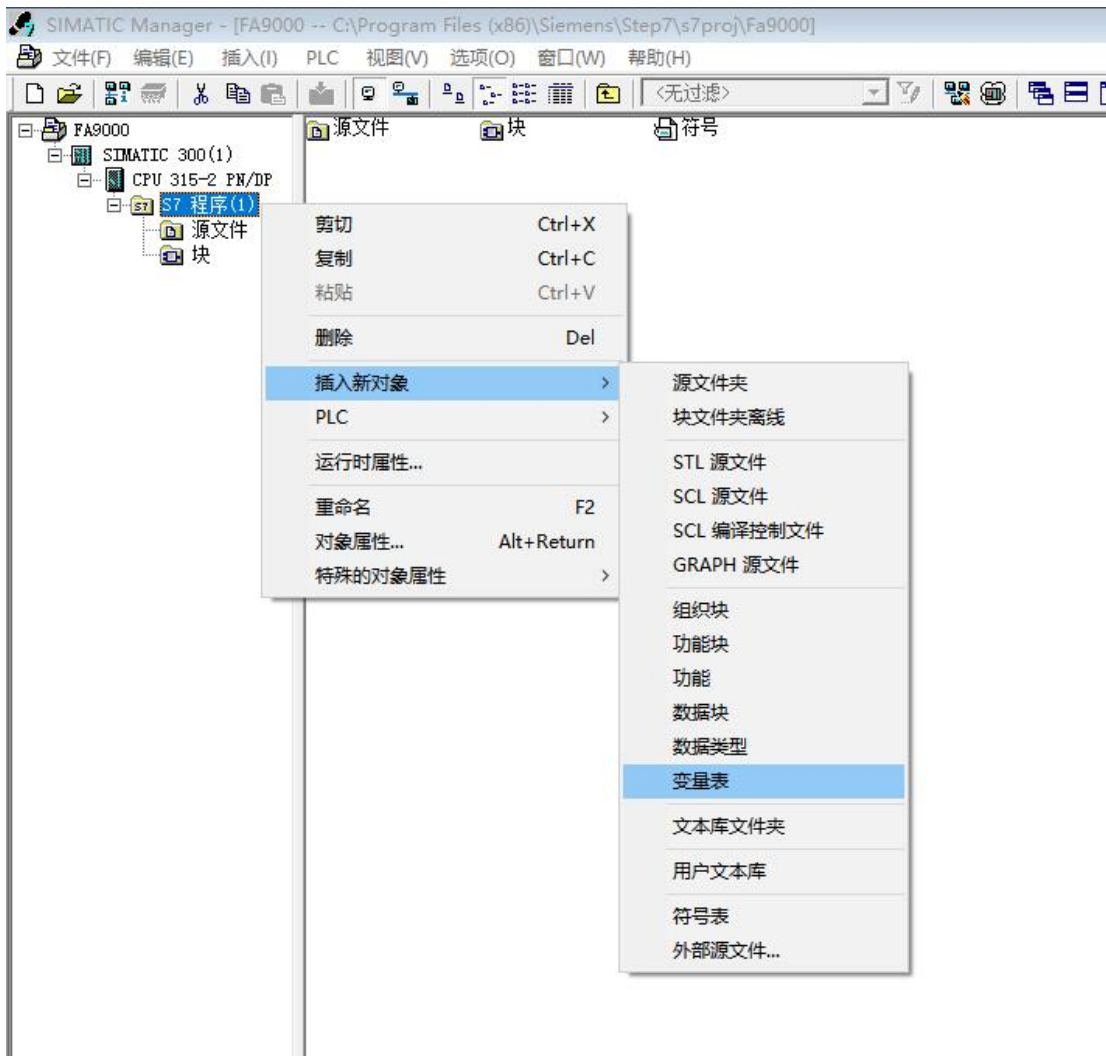 SIMATIC Manager - [FA9000 -- C:\Program Files (x86)\Siemens\Step7\s7proj\Fa9000]
文件(F) 编辑(E) 插入(I) PLC 视图(V) 选项(O) 窗口(W) 帮助(H)
<无过滤>
FA9000
SIMATIC 300(1)
CPU 315-2 PN/DP
S7 程序(1)
源文件
块
源文件 块 符号
剪切 Ctrl+X
复制 Ctrl+C
粘贴 Ctrl+V
删除 Del
插入新对象 >
PLC >
运行时属性...
重命名 F2
对象属性... Alt+Return
特殊的对象属性 >
源文件夹
块文件夹离线
STL 源文件
SCL 源文件
SCL 编译控制文件
GRAPH 源文件
组织块
功能块
功能
数据块
数据类型
变量表
文本库文件夹
用户文本库
符号表
外部源文件...